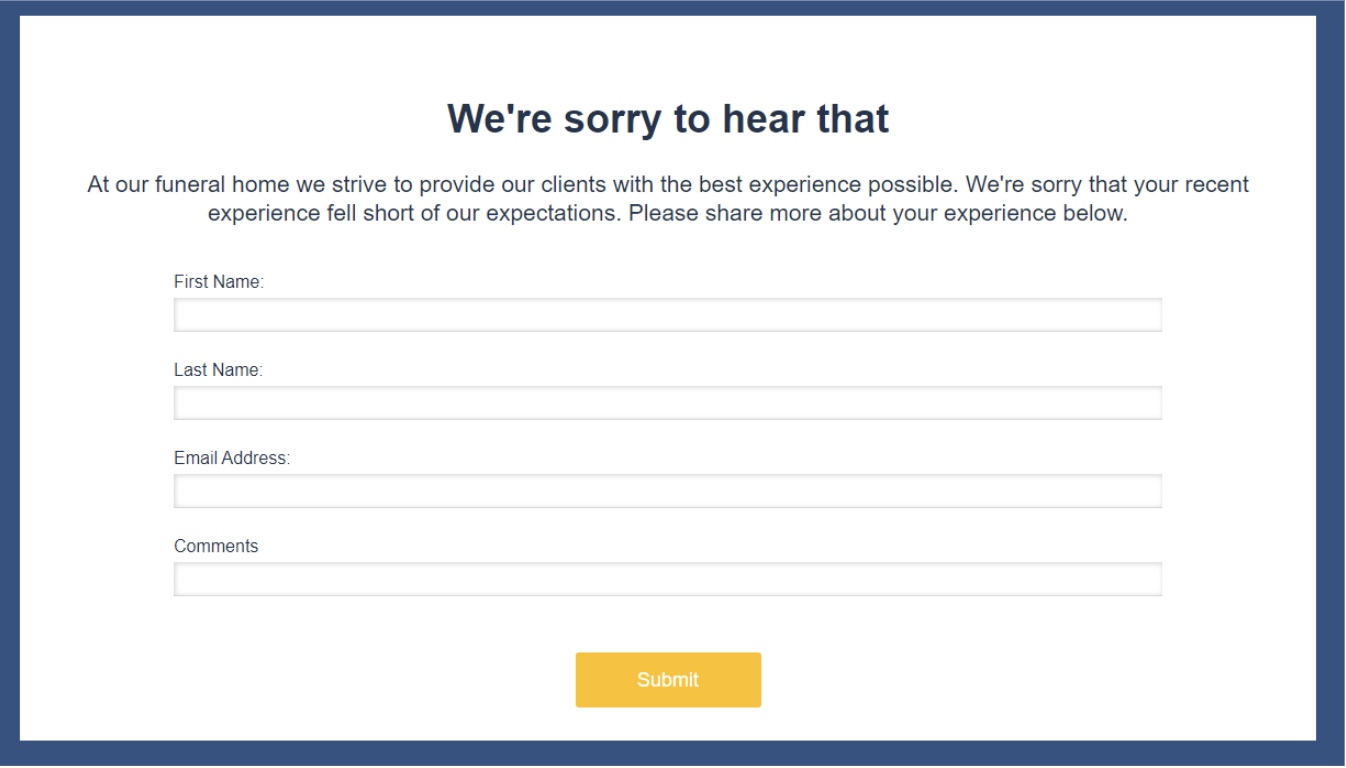 We're sorry to hear that
At our funeral home we strive to provide our clients with the best experience possible. We're sorry that your recent
experience fell short of our expectations. Please share more about your experience below.
First Name:
Last Name:
Email Address:
Comments
Submit